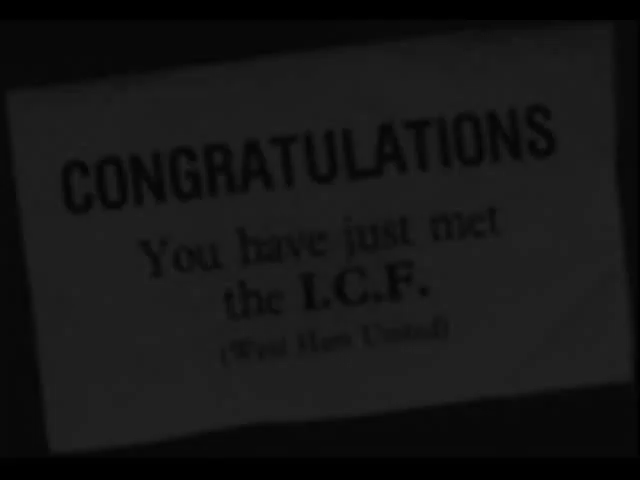 CONGRATULATIONS
You have just met
the I.C.F.
(West Ham United)